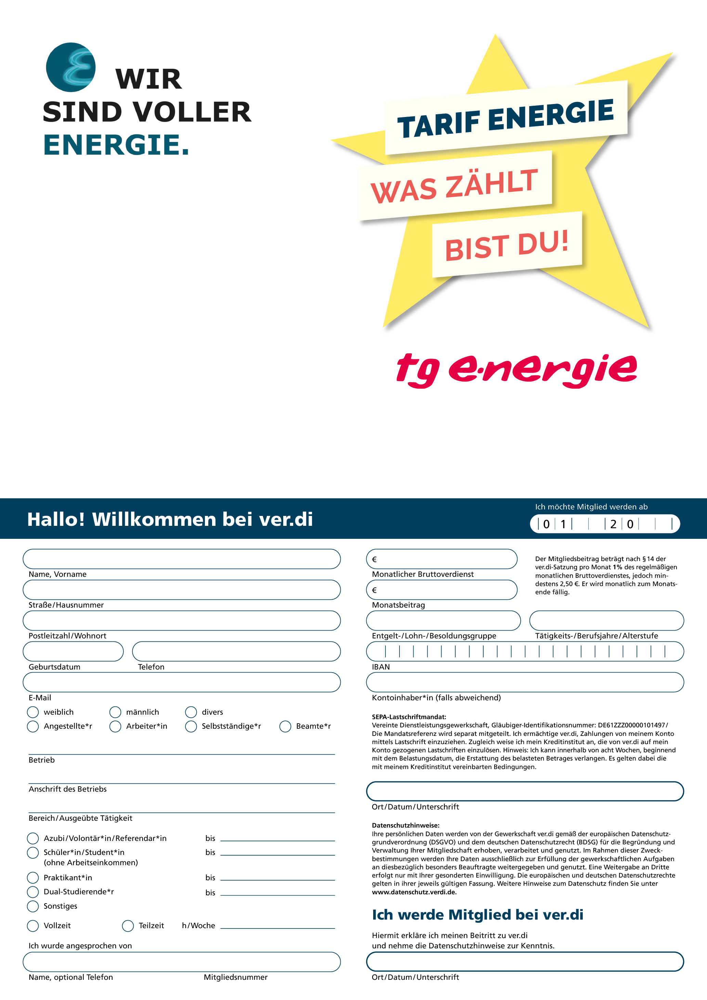 WIR
SIND VOLLER
ENERGIE.
TARIF ENERGIE
WAS ZÄHLT
BIST DU!
tg e·nergie
Hallo! Willkommen bei ver.di
Ich möchte Mitglied werden ab
0 1 2 0
Name, Vorname
Straße/Hausnummer
Postleitzahl/Wohnort
Geburtsdatum Telefon
E-Mail
weiblich männlich divers
Angestellte*r Arbeiter*in Selbstständige*r Beamte*r
Betrieb
Anschrift des Betriebs
Bereich/Ausgeübte Tätigkeit
Azubi/Volontär*in/Referendar*in bis
Schüler*in/Student*in bis
(ohne Arbeitseinkommen)
Praktikant*in bis
Dual-Studierende*r bis
Sonstiges
Vollzeit Teilzeit h/Woche
Ich wurde angesprochen von
Name, optional Telefon Mitgliedsnummer
€
Monatlicher Bruttoverdienst
€
Monatsbeitrag
Der Mitgliedsbeitrag beträgt nach § 14 der
ver.di-Satzung pro Monat 1% des regelmäßigen
monatlichen Bruttoverdienstes, jedoch min-
destens 2,50 €. Er wird monatlich zum Monats-
ende fällig.
Entgelt-/Lohn-/Besoldungsgruppe Tätigkeits-/Berufsjahre/Alterstufe
IBAN
Kontoinhaber*in (falls abweichend)
SEPA-Lastschriftmandat:
Vereinte Dienstleistungsgewerkschaft, Gläubiger-Identifikationsnummer: DE61ZZZ00000101497/
Die Mandatsreferenz wird separat mitgeteilt. Ich ermächtige ver.di, Zahlungen von meinem Konto
mittels Lastschrift einzuziehen. Zugleich weise ich mein Kreditinstitut an, die von ver.di auf mein
Konto gezogenen Lastschriften einzulösen. Hinweis: Ich kann innerhalb von acht Wochen, beginnend
mit dem Belastungsdatum, die Erstattung des belasteten Betrages verlangen. Es gelten dabei die
mit meinem Kreditinstitut vereinbarten Bedingungen.
Ort/Datum/Unterschrift
Datenschutzhinweise:
Ihre persönlichen Daten werden von der Gewerkschaft ver.di gemäß der europäischen Datenschutz-
grundverordnung (DSGVO) und dem deutschen Datenschutzrecht (BDSG) für die Begründung und
Verwaltung Ihrer Mitgliedschaft erhoben, verarbeitet und genutzt. Im Rahmen dieser Zweck-
bestimmungen werden Ihre Daten ausschließlich zur Erfüllung der gewerkschaftlichen Aufgaben
an diesbezüglich besonders Beauftragte weitergegeben und genutzt. Eine Weitergabe an Dritte
erfolgt nur mit Ihrer gesonderten Einwilligung. Die europäischen und deutschen Datenschutzrechte
gelten in ihrer jeweils gültigen Fassung. Weitere Hinweise zum Datenschutz finden Sie unter
www.datenschutz.verdi.de.
Ich werde Mitglied bei ver.di
Hiermit erkläre ich meinen Beitritt zu ver.di
und nehme die Datenschutzhinweise zur Kenntnis.
Ort/Datum/Unterschrift